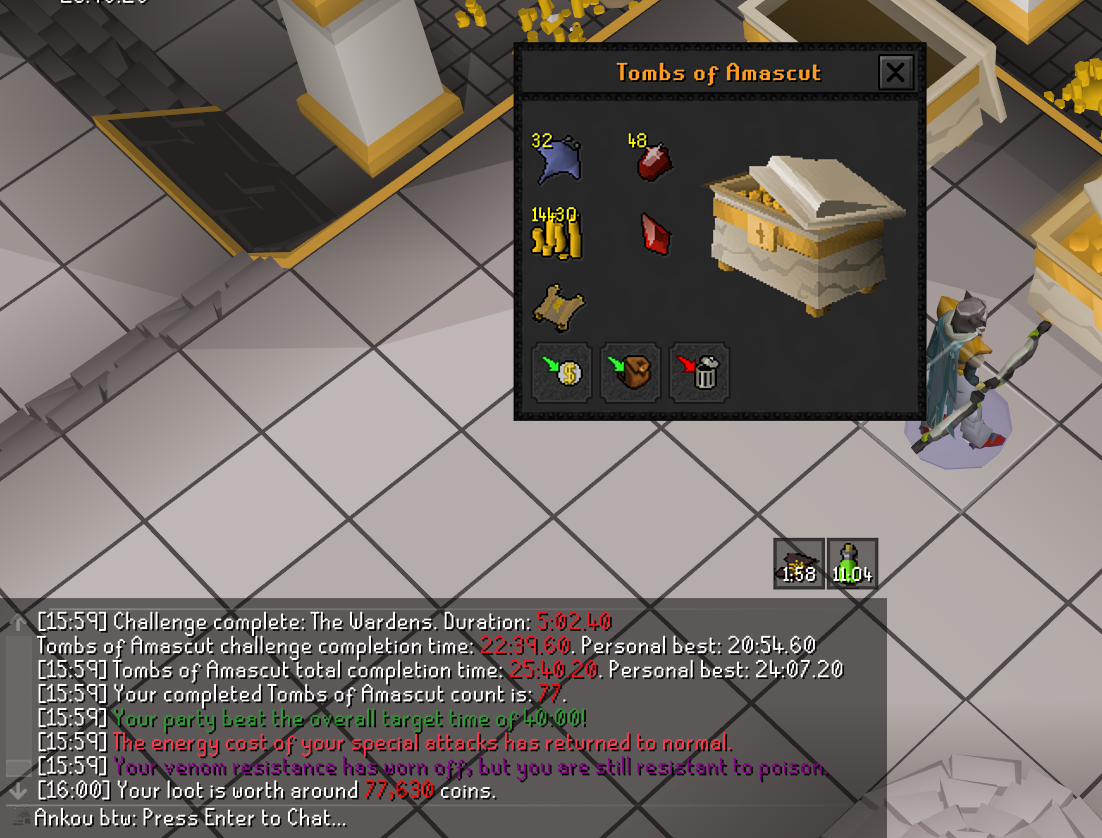 Tombs of Amascut
32
48
14430
1:58
11:04
[15:59] Challenge complete: The Wardens. Duration: 5:02.40
Tombs of Amascut challenge completion time: 22:39.60. Personal best: 20:54.60
[15:59] Tombs of Amascut total completion time: 25:40.20. Personal best: 24:07.20
[15:59] Your completed Tombs of Amascut count is: 77.
[15:59] Your party beat the overall target time of 40:00!
[15:59] The energy cost of your special attacks has returned to normal.
[15:59] Your venom resistance has worn off, but you are still resistant to poison.
[16:00] Your loot is worth around 77,630 coins.
Ankou btw: Press Enter to Chat...